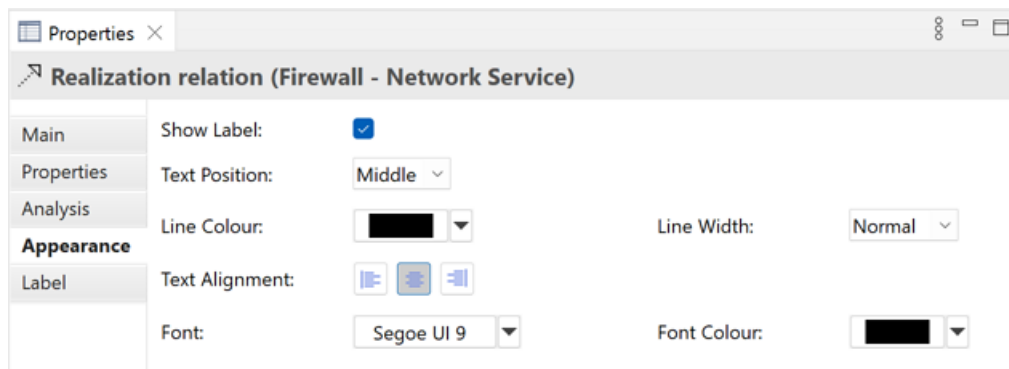 Properties
Realization relation (Firewall - Network Service)
Main
Properties
Analysis
Appearance
Label
Show Label:
Text Position: Middle
Line Colour: Line Width: Normal
Text Alignment:
Font: Segoe UI 9 Font Colour: